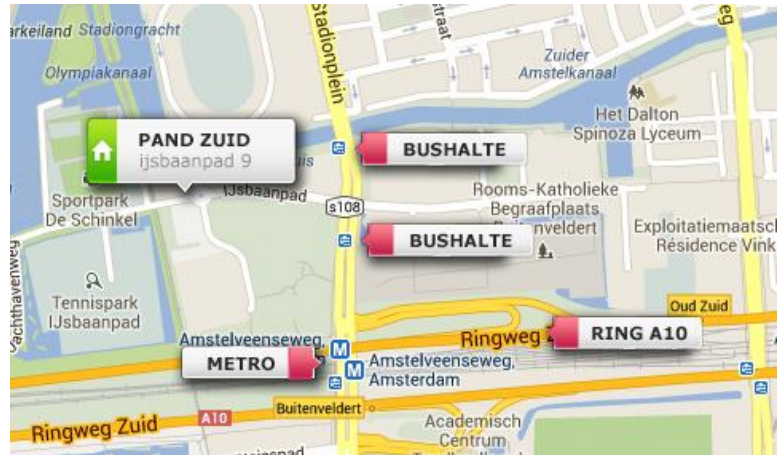 Stadiongracht
Olympiakanaal
Stadionplein
straat
Zuider
Amstelkanaal
Het Dalton
Spinoza Lyceum
PAND ZUID
ijsbaanpad 9
BUSHALTE
IJsbaanpad
s108
Sportpark
De Schinkel
Rooms-Katholieke
Begraafplaats
Buitenveldert
BUSHALTE
Exploitatiemaatsch
Résidence Vink
Tennispark
IJsbaanpad
Oud Zuid
Amstelveenseweg,
Ringweg
RING A10
METRO
M
M
Amstelveenseweg,
Amsterdam
A10
Buitenveldert
Ringweg Zuid
Academisch
Centrum